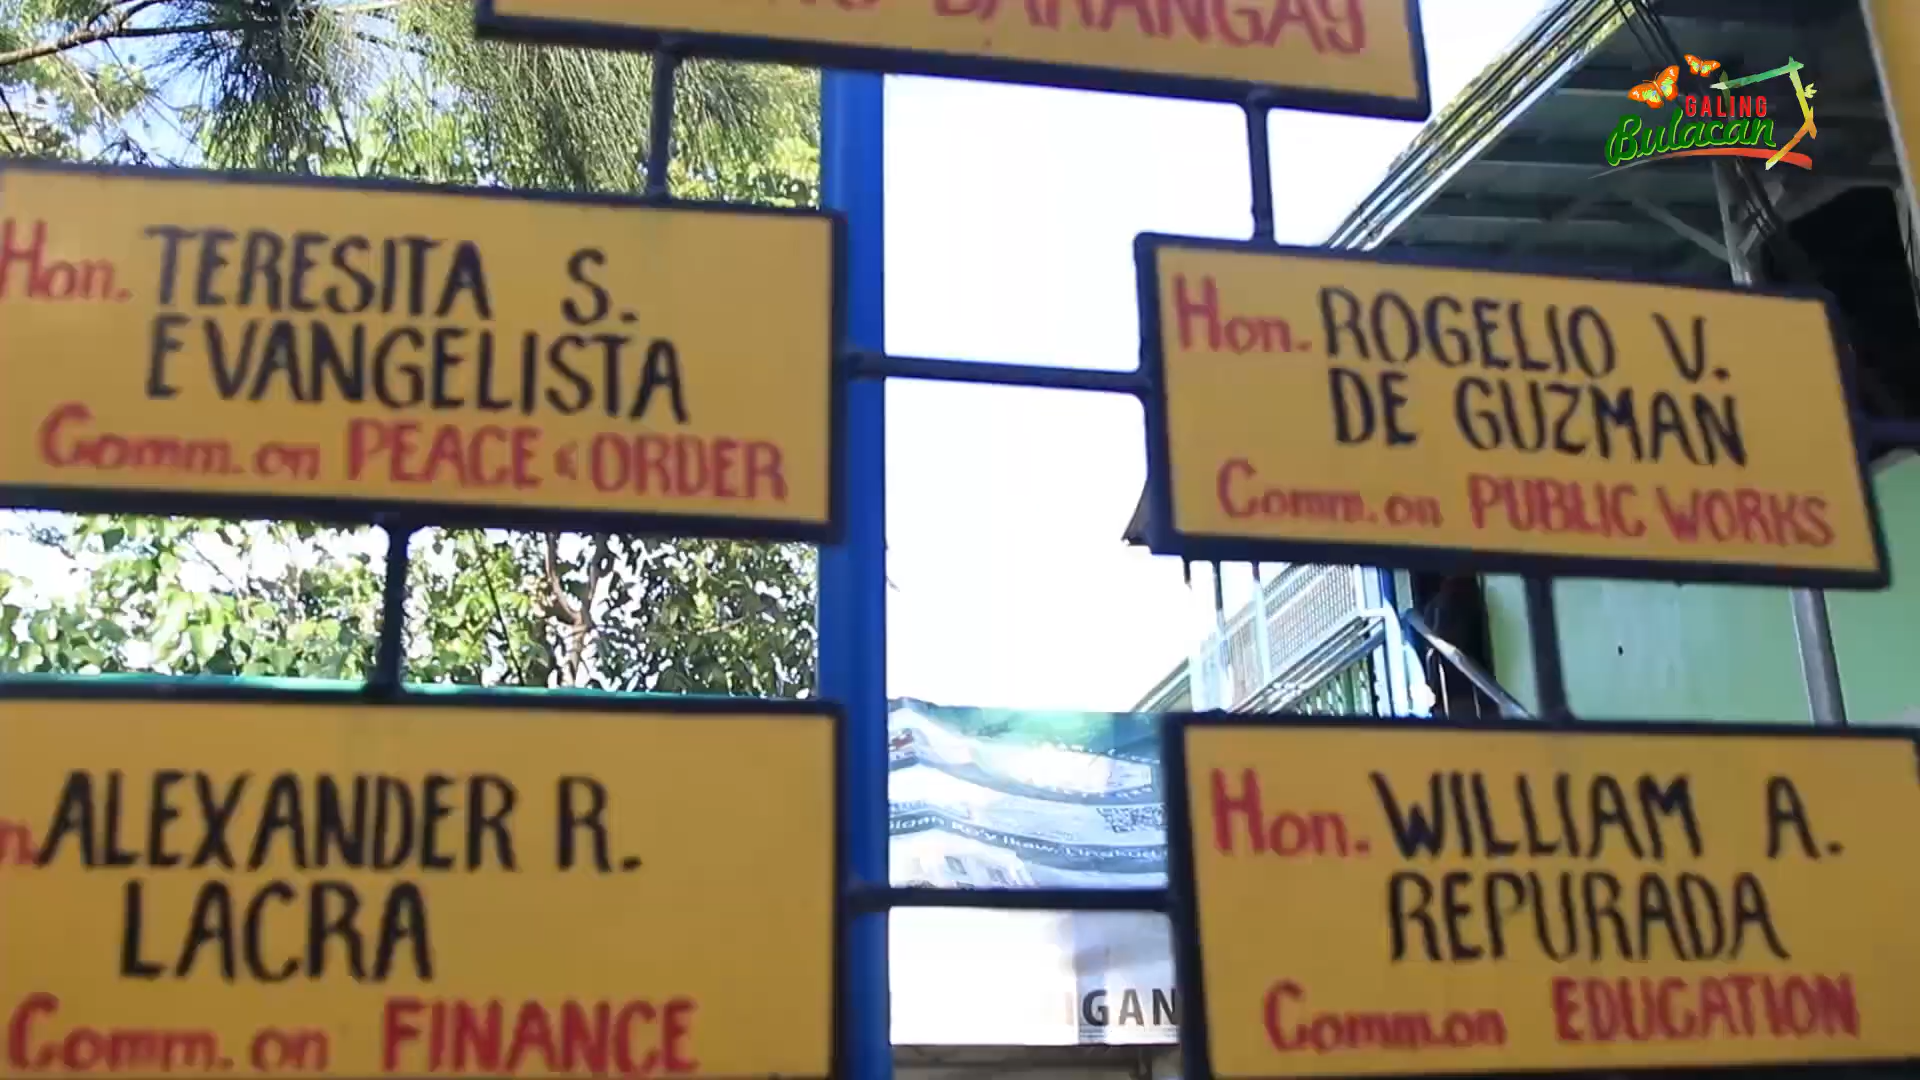 BARANGAY
GALING
Bulacan
Hon. TERESITA S.
EVANGELISTA
Comm. on PEACE & ORDER
Hon. ROGELIO V.
DE GUZMAN
Comm. on PUBLIC WORKS
ALEXANDER R.
LACRA
Comm. on FINANCE
Hon. WILLIAM A.
REPURADA
Comm. on EDUCATION